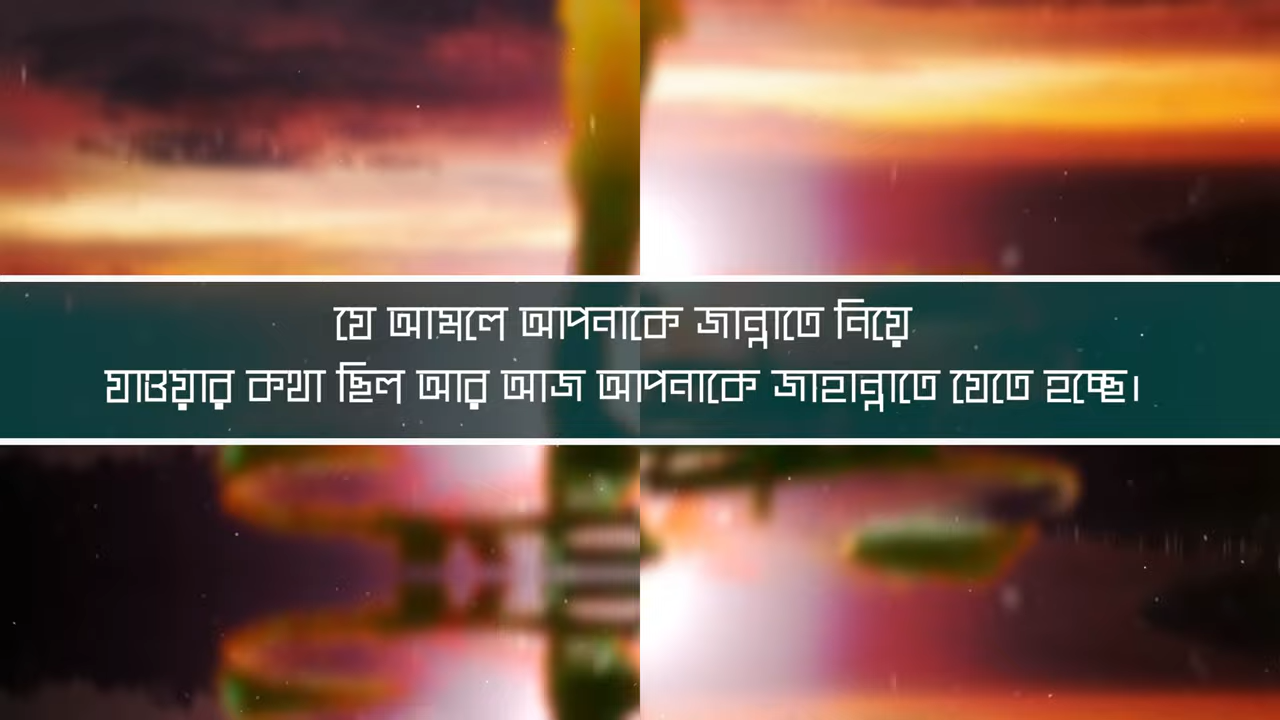 যে আমলে আপনাকে জান্নাতে নিয়ে
যাওয়ার কথা ছিল আর আজ আপনাকে জাহান্নাতে যেতে হচ্ছে।